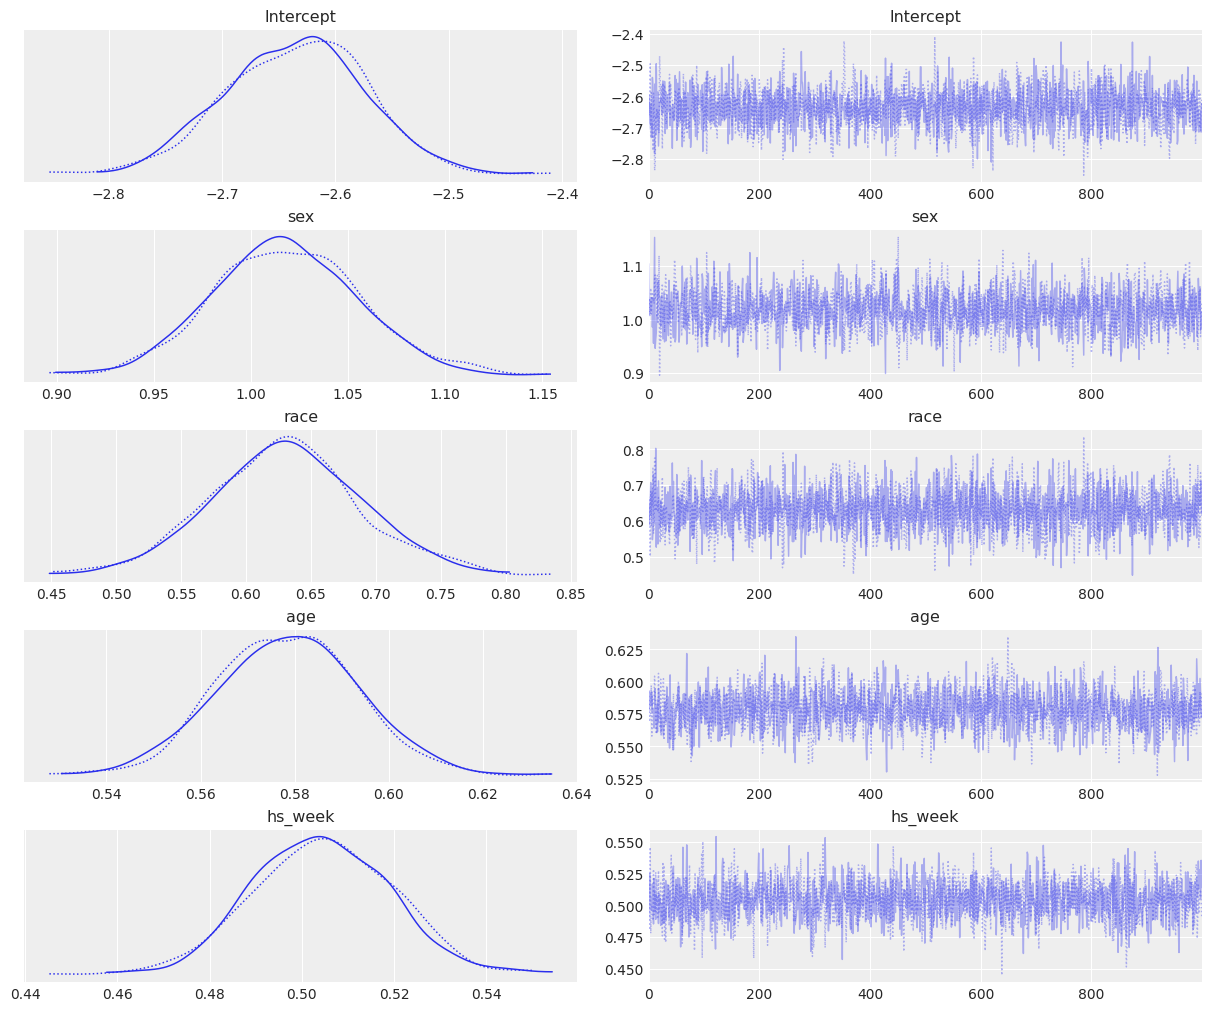 Intercept Intercept
−2.8 −2.7 −2.6 −2.5 −2.4
−2.4
−2.5
−2.6
−2.7
−2.8
0 200 400 600 800
sex sex
0.90 0.95 1.00 1.05 1.10 1.15
1.1
1.0
0.9
0 200 400 600 800
race race
0.45 0.50 0.55 0.60 0.65 0.70 0.75 0.80 0.85
0.8
0.7
0.6
0.5
0 200 400 600 800
age age
0.54 0.56 0.58 0.60 0.62 0.64
0.625
0.600
0.575
0.550
0.525
0 200 400 600 800
hs_week hs_week
0.44 0.46 0.48 0.50 0.52 0.54
0.550
0.525
0.500
0.475
0.450
0 200 400 600 800